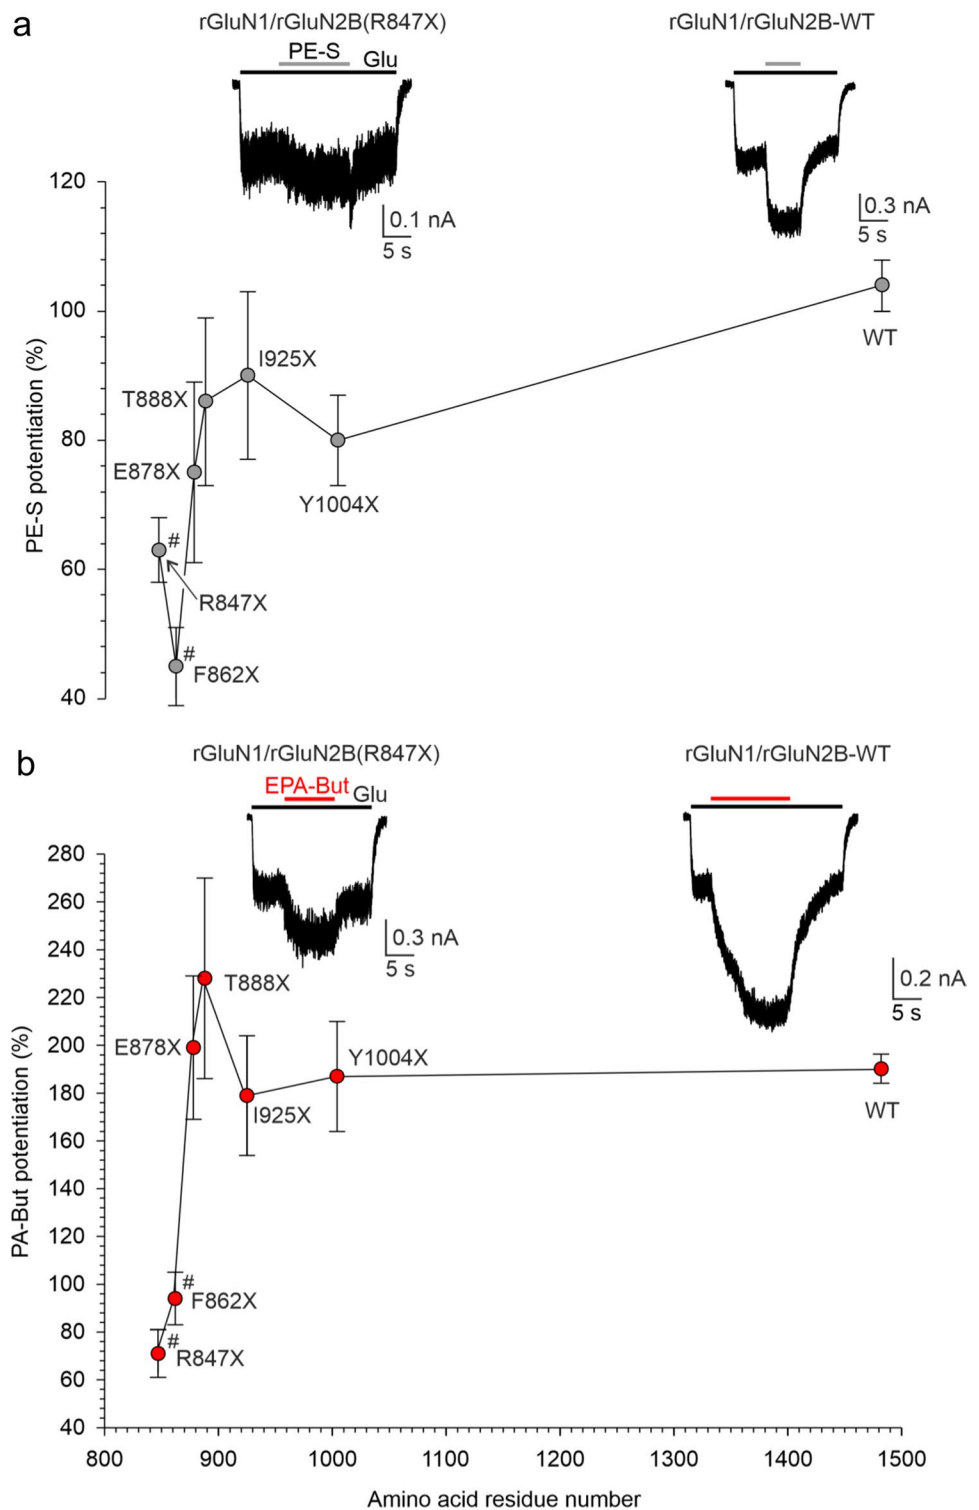 a
rGluN1/rGluN2B(R847X)
rGluN1/rGluN2B-WT
PE-S
Glu
0.1 nA
5 s
0.3 nA
5 s
120
100
80
60
40
PE-S potentiation (%)
I925X
T888X
E878X
Y1004X
WT
#
R847X
#
F862X
b
rGluN1/rGluN2B(R847X)
rGluN1/rGluN2B-WT
EPA-But
Glu
0.3 nA
5 s
0.2 nA
5 s
280
260
240
220
200
180
160
140
120
100
80
60
40
PA-But potentiation (%)
T888X
E878X
Y1004X
I925X
WT
#
F862X
#
R847X
800
900
1000
1100
1200
1300
1400
1500
Amino acid residue number